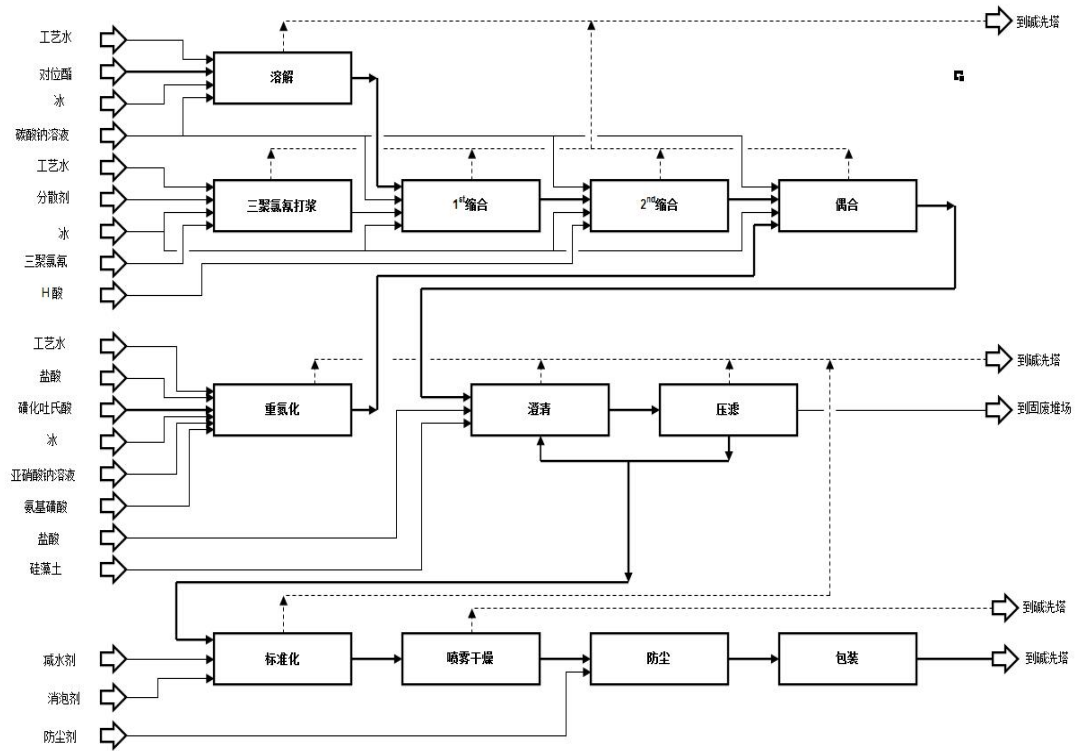 到碱洗塔
工艺水
对位酯
溶解
冰
碳酸钠溶液
工艺水
分散剂
三聚氯氰打浆
1st缩合
2nd缩合
偶合
冰
三聚氯氰
H酸
工艺水
到碱洗塔
盐酸
磺化吐氏酸
重氮化
澄清
压滤
到固废堆场
冰
亚硝酸钠溶液
氨基磺酸
盐酸
硅藻土
到碱洗塔
减水剂
标准化
喷雾干燥
防尘
包装
到碱洗塔
消泡剂
防尘剂